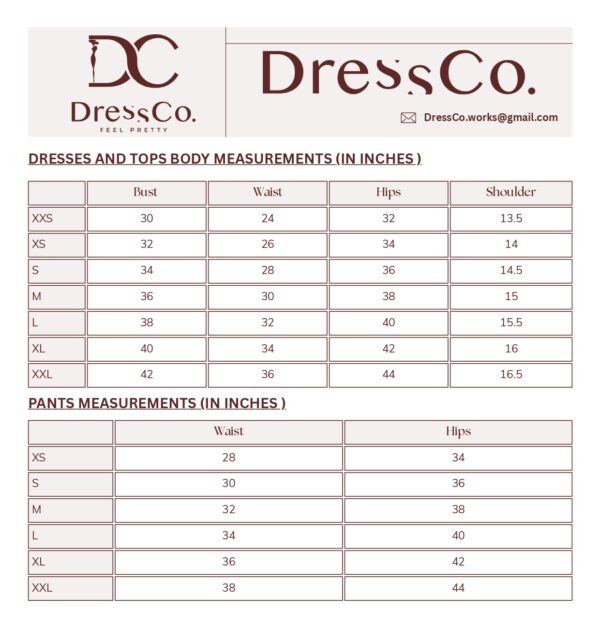 DC
DressCo.
FEEL PRETTY
DressCo.
DressCo.works@gmail.com
DRESSES AND TOPS BODY MEASUREMENTS (IN INCHES )
Bust Waist Hips Shoulder
XXS 30 24 32 13.5
XS 32 26 34 14
S 34 28 36 14.5
M 36 30 38 15
L 38 32 40 15.5
XL 40 34 42 16
XXL 42 36 44 16.5
PANTS MEASUREMENTS (IN INCHES )
Waist Hips
XS 28 34
S 30 36
M 32 38
L 34 40
XL 36 42
XXL 38 44